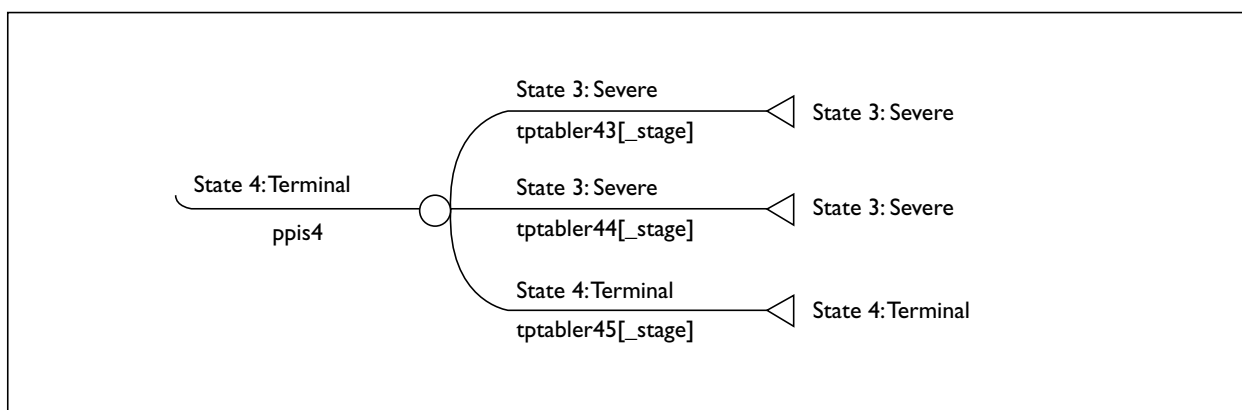 State 3: Severe
tptabler43[_stage]
State 3: Severe
State 4: Terminal
ppis4
State 3: Severe
tptabler44[_stage]
State 3: Severe
State 4: Terminal
tptabler45[_stage]
State 4: Terminal